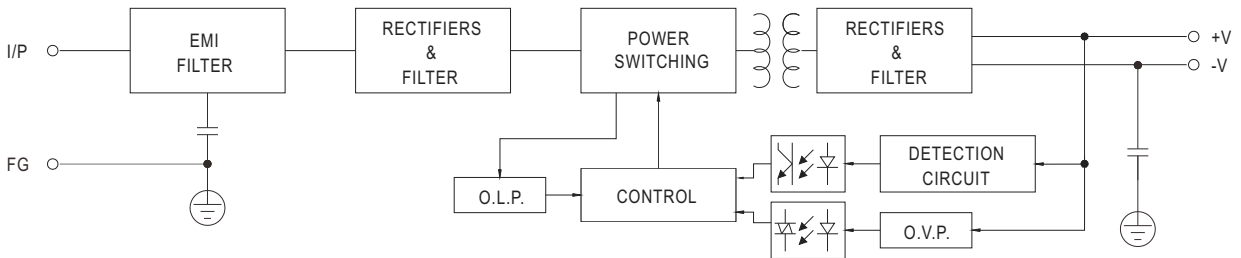 I/P
EMI
FILTER
RECTIFIERS
&
FILTER
POWER
SWITCHING
RECTIFIERS
&
FILTER
+V
-V
FG
O.L.P.
CONTROL
DETECTION
CIRCUIT
O.V.P.